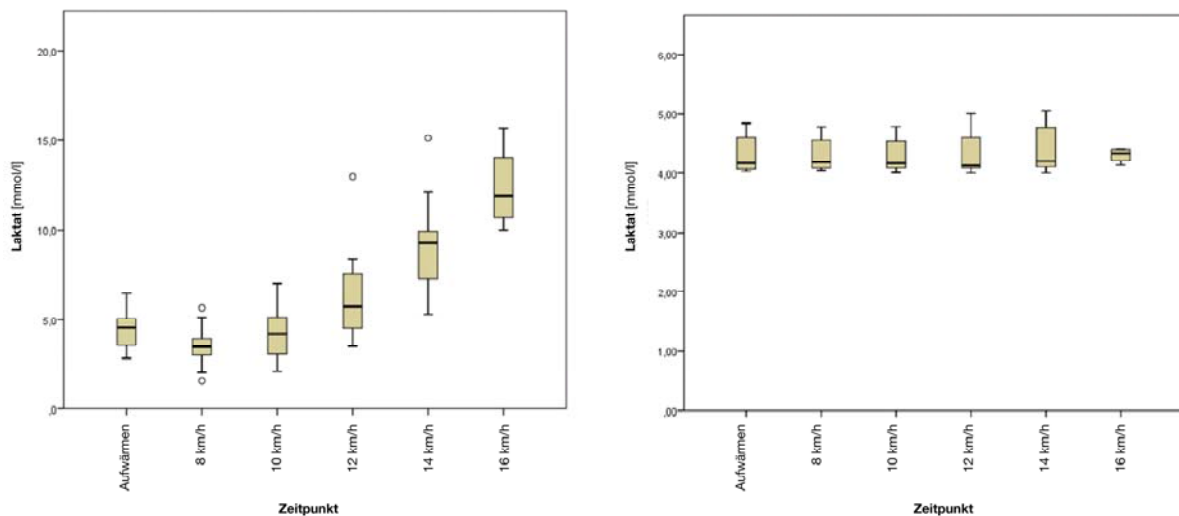 20,0
15,0
10,0
5,0
,0
Laktat [mmol/l]
Aufwärmen
8 km/h
10 km/h
12 km/h
14 km/h
16 km/h
Zeitpunkt
6,00
5,00
4,00
3,00
2,00
1,00
,00
Laktat [mmol/l]
Aufwärmen
8 km/h
10 km/h
12 km/h
14 km/h
16 km/h
Zeitpunkt